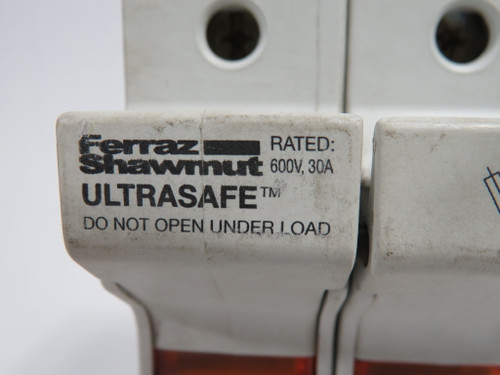 Ferraz
Shawmut
RATED:
600V, 30A
ULTRASAFE™
DO NOT OPEN UNDER LOAD